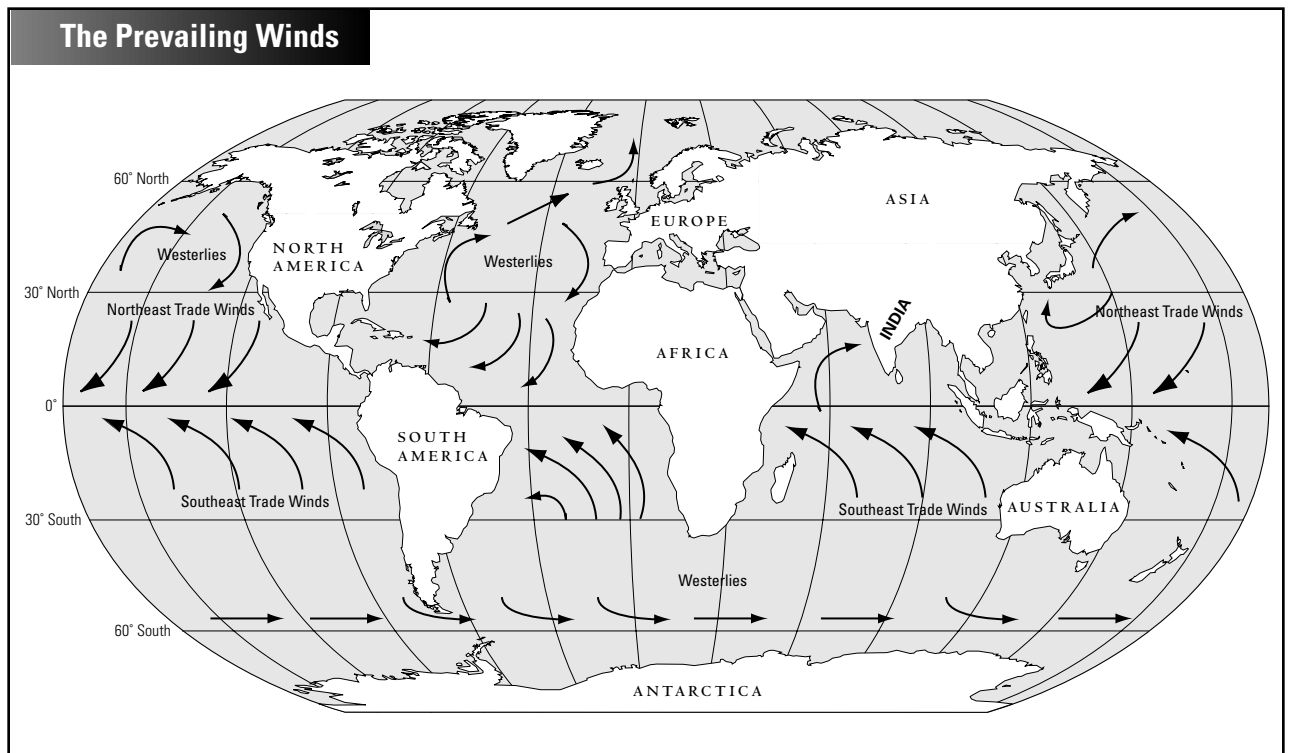 The Prevailing Winds
60° North
ASIA
EUROPE
NORTH
AMERICA
Westerlies
Westerlies
30° North
Northeast Trade Winds
Northeast Trade Winds
INDIA
AFRICA
0°
SOUTH
AMERICA
Southeast Trade Winds
Southeast Trade Winds
AUSTRALIA
30° South
Westerlies
60° South
ANTARCTICA